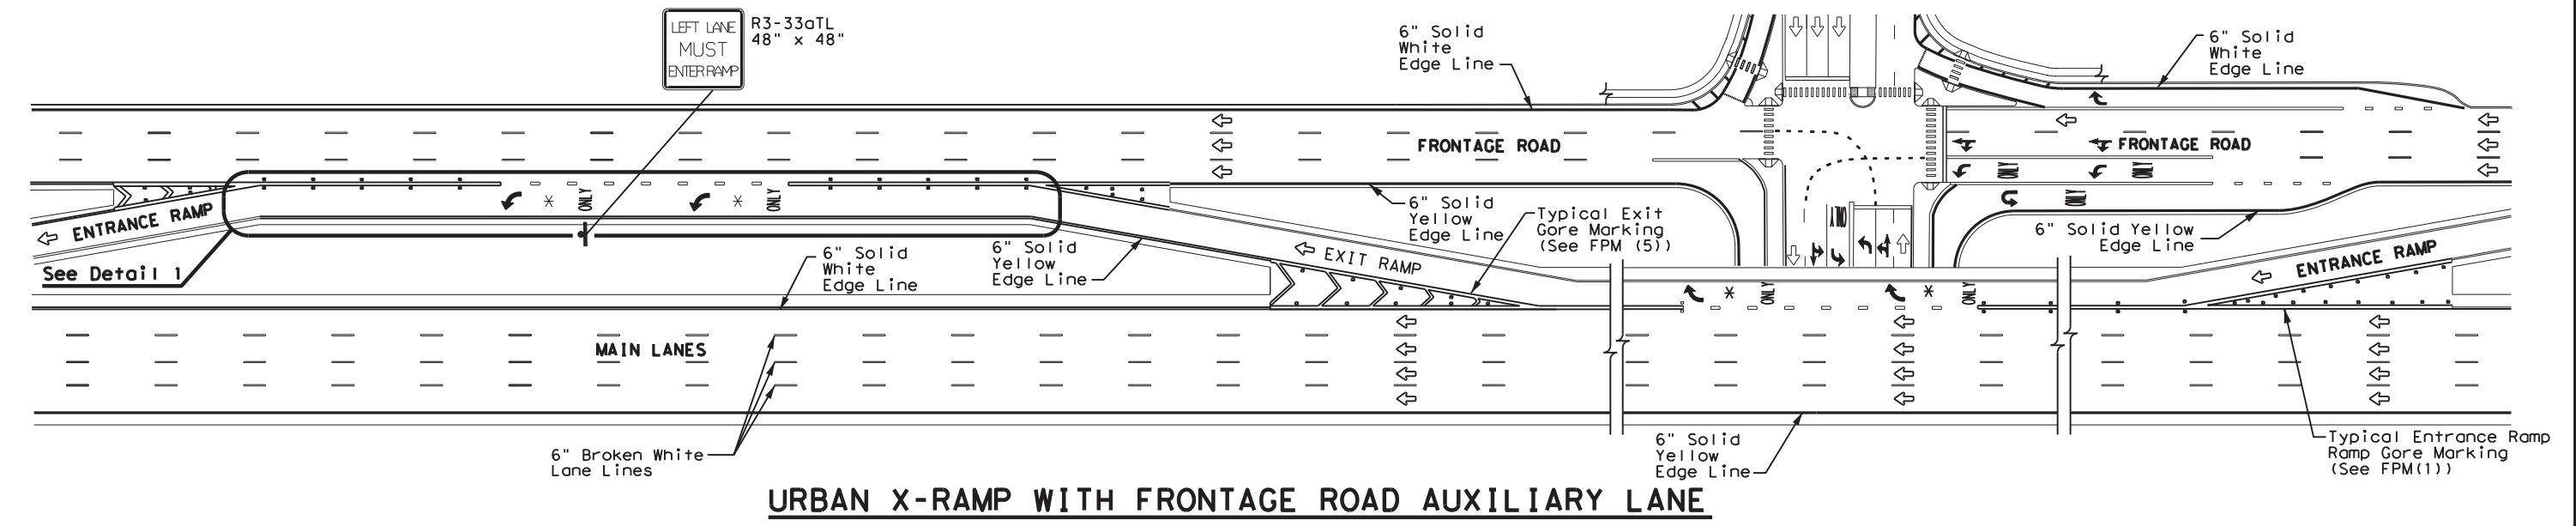 LEFT LANE
MUST
ENTER RAMP
R3-33aTL
48" x 48"
6" Solid
White
Edge Line
6" Solid
White
Edge Line
FRONTAGE ROAD
FRONTAGE ROAD
ONLY
ONLY
ONLY
ONLY
ONLY
ONLY
ENTRANCE RAMP
See Detail 1
6" Solid
White
Edge Line
6" Solid
Yellow
Edge Line
6" Solid
Yellow
Edge Line
Typical Exit
Gore Marking
(See FPM (5))
EXIT RAMP
ONLY
6" Solid Yellow
Edge Line
ENTRANCE RAMP
ONLY
ONLY
MAIN LANES
6" Broken White
Lane Lines
6" Solid
Yellow
Edge Line
Typical Entrance Ramp
Ramp Gore Marking
(See FPM(1))
URBAN X-RAMP WITH FRONTAGE ROAD AUXILIARY LANE